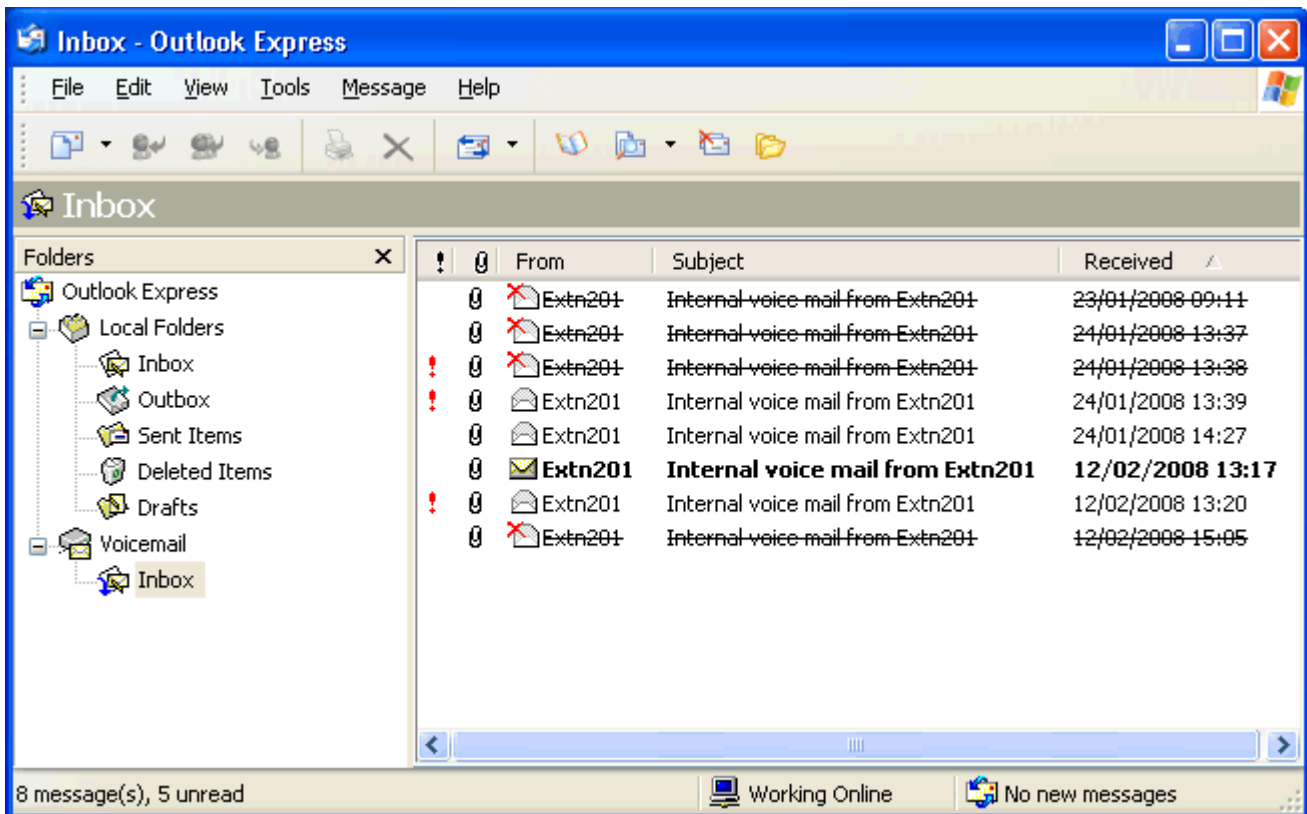 Inbox - Outlook Express
File Edit View Tools Message Help
Inbox
Folders
Outlook Express
Local Folders
Inbox
Outbox
Sent Items
Deleted Items
Drafts
Voicemail
Inbox
! From Subject Received
Extn201 Internal voice mail from Extn201 23/01/2008 09:11
Extn201 Internal voice mail from Extn201 24/01/2008 13:37
! Extn201 Internal voice mail from Extn201 24/01/2008 13:38
! Extn201 Internal voice mail from Extn201 24/01/2008 13:39
Extn201 Internal voice mail from Extn201 24/01/2008 14:27
Extn201 Internal voice mail from Extn201 12/02/2008 13:17
! Extn201 Internal voice mail from Extn201 12/02/2008 13:20
Extn201 Internal voice mail from Extn201 12/02/2008 15:05
8 message(s), 5 unread Working Online No new messages